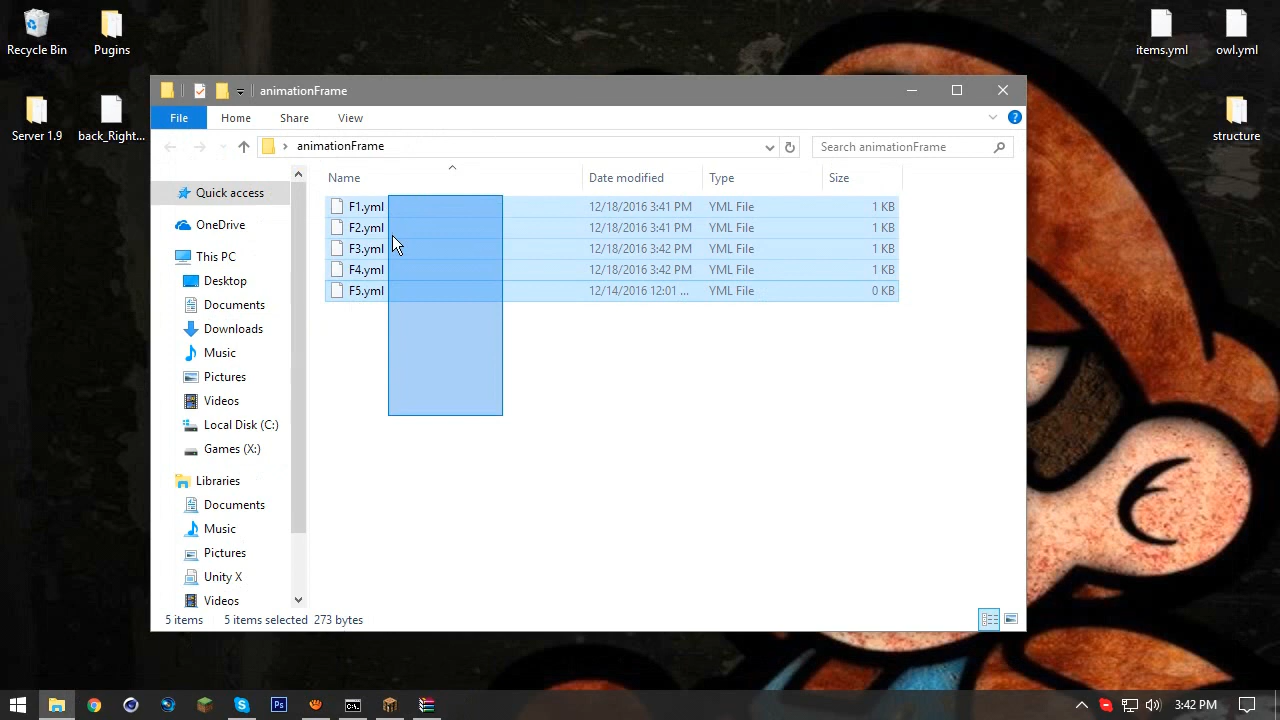 Recycle Bin
Pugins
items.yml
owl.yml
Server 1.9
back_Right...
structure
animationFrame
File
Home
Share
View
animationFrame
Search animationFrame
Name
Date modified
Type
Size
F1.yml 12/18/2016 3:41 PM YML File 1 KB
F2.yml 12/18/2016 3:41 PM YML File 1 KB
F3.yml 12/18/2016 3:42 PM YML File 1 KB
F4.yml 12/18/2016 3:42 PM YML File 1 KB
F5.yml 12/14/2016 12:01 ... YML File 0 KB
Quick access
OneDrive
This PC
Desktop
Documents
Downloads
Music
Pictures
Videos
Local Disk (C:)
Games (X:)
Libraries
Documents
Music
Pictures
Unity X
Videos
5 items 5 items selected 273 bytes
Ps
C:\
3:42 PM